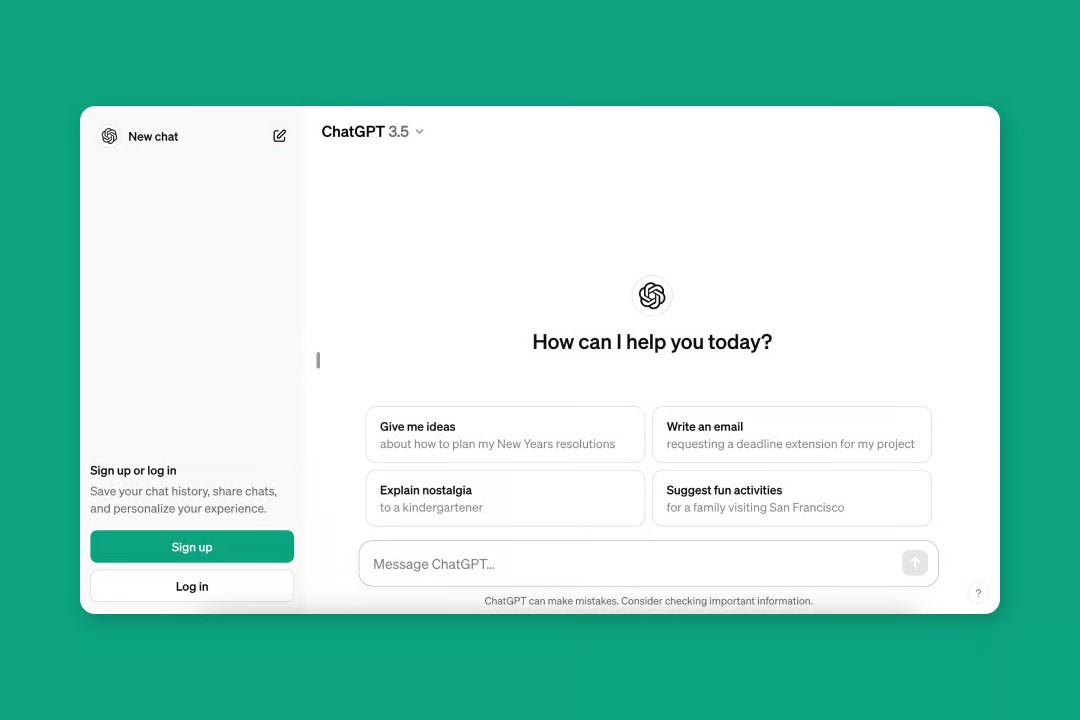 New chat
ChatGPT 3.5
How can I help you today?
Give me ideas
about how to plan my New Years resolutions
Write an email
requesting a deadline extension for my project
Explain nostalgia
to a kindergartener
Suggest fun activities
for a family visiting San Francisco
Sign up or log in
Save your chat history, share chats,
and personalize your experience.
Sign up
Log in
Message ChatGPT...
ChatGPT can make mistakes. Consider checking important information.
?